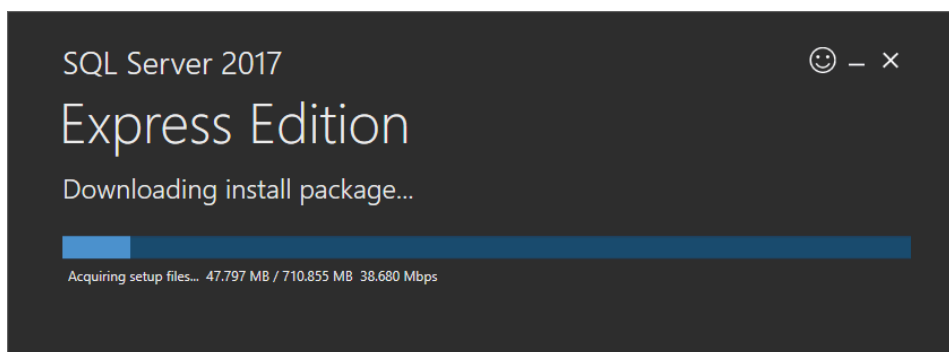 SQL Server 2017
Express Edition
Downloading install package...
Acquiring setup files... 47.797 MB / 710.855 MB 38.680 Mbps